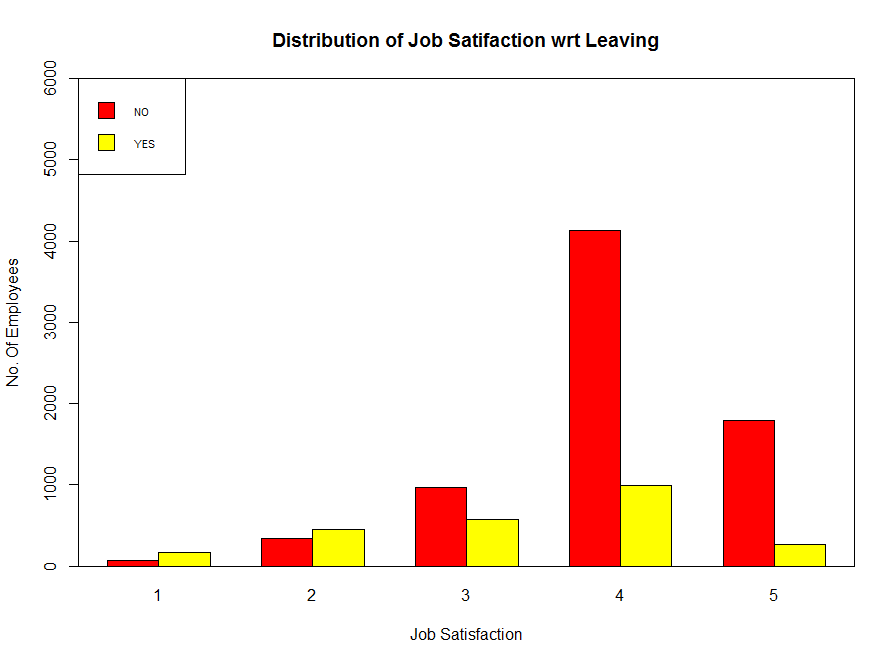 Distribution of Job Satifaction wrt Leaving
NO
YES
No. Of Employees
6000
5000
4000
3000
2000
1000
0
1 2 3 4 5
Job Satisfaction